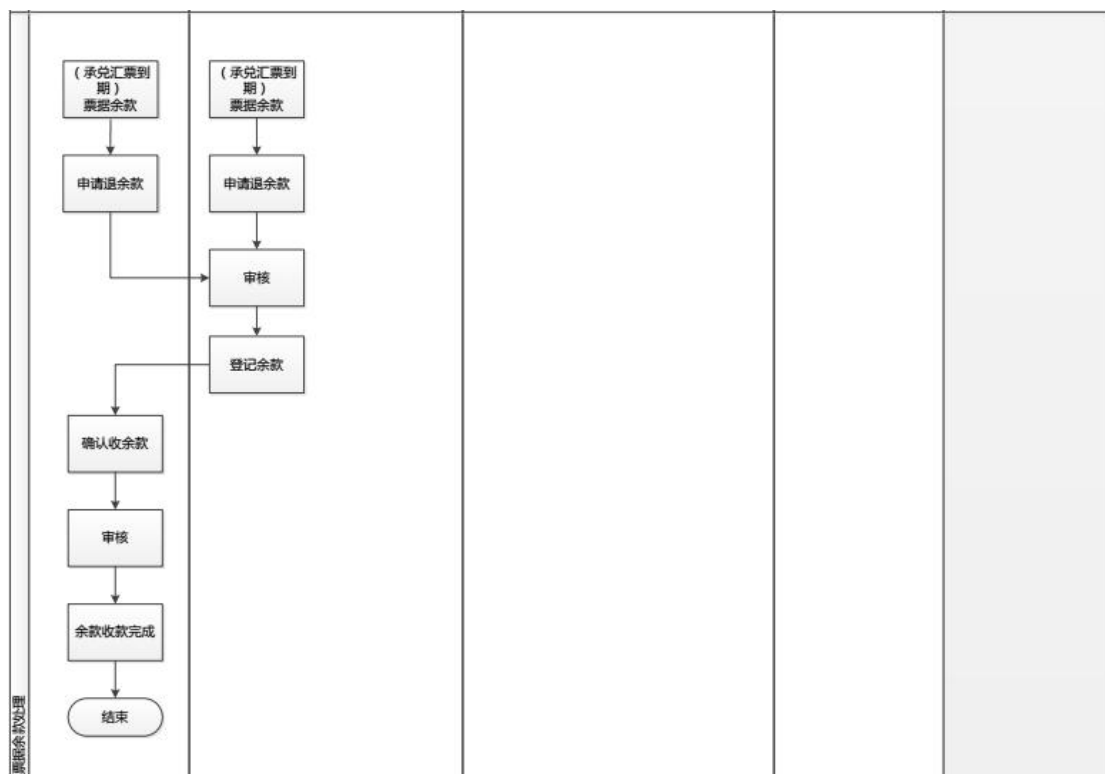 （承兑汇票到
期）
票据余款
（承兑汇票到
期）
票据余款
申请退余款
申请退余款
审核
登记余款
确认收余款
审核
余款收款完成
结束
票据余款处理